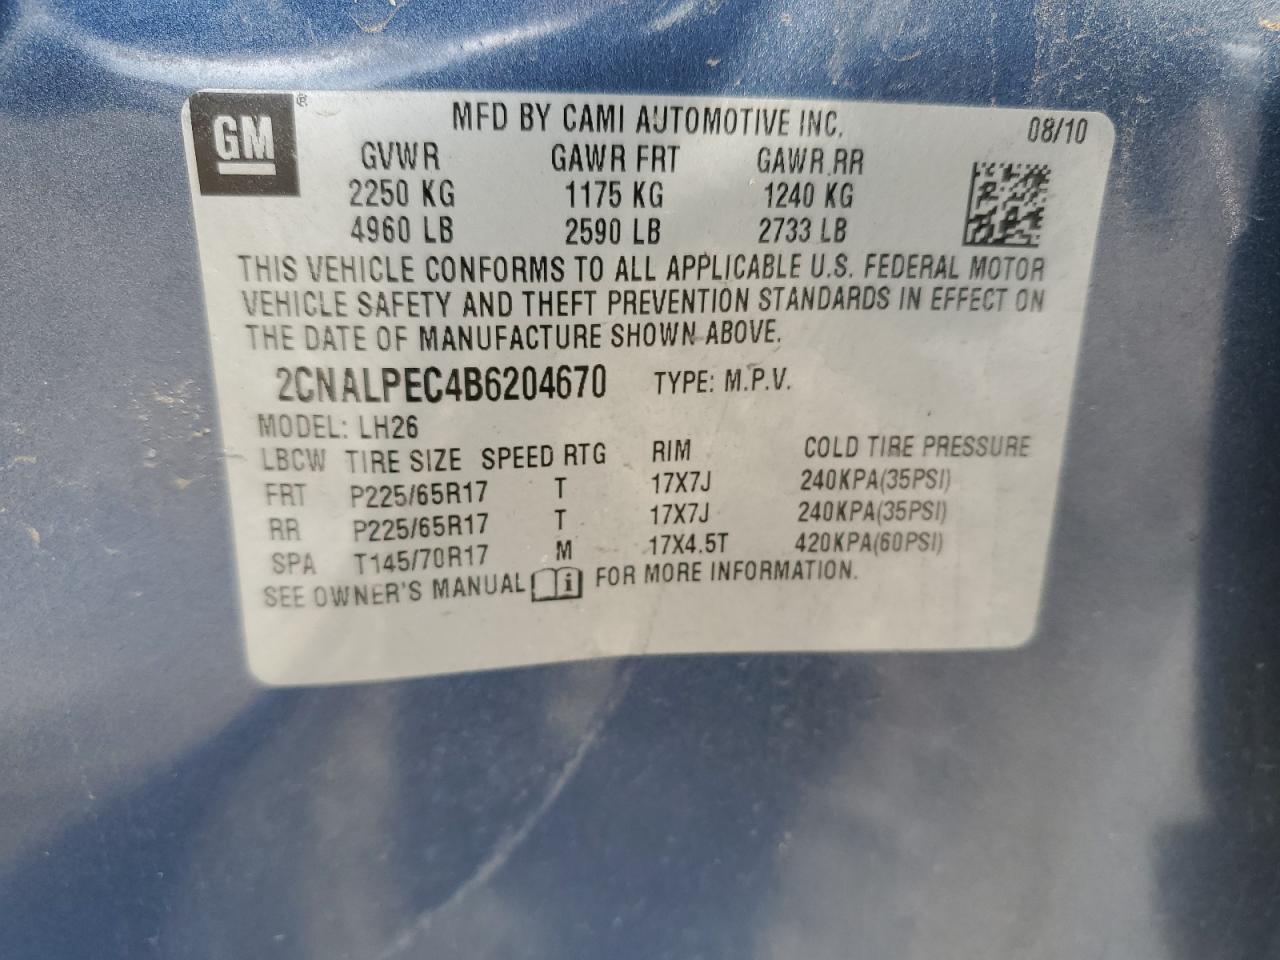 GM ® MFD BY CAMI AUTOMOTIVE INC. 08/10
GVWR GAWR FRT GAWR RR
2250 KG 1175 KG 1240 KG
4960 LB 2590 LB 2733 LB
THIS VEHICLE CONFORMS TO ALL APPLICABLE U.S. FEDERAL MOTOR
VEHICLE SAFETY AND THEFT PREVENTION STANDARDS IN EFFECT ON
THE DATE OF MANUFACTURE SHOWN ABOVE.
2CNALPEC4B6204670 TYPE: M.P.V.
MODEL: LH26
LBCW TIRE SIZE SPEED RTG RIM COLD TIRE PRESSURE
FRT P225/65R17 T 17X7J 240KPA(35PSI)
RR P225/65R17 T 17X7J 240KPA(35PSI)
SPA T145/70R17 M 17X4.5T 420KPA(60PSI)
SEE OWNER'S MANUAL i FOR MORE INFORMATION.